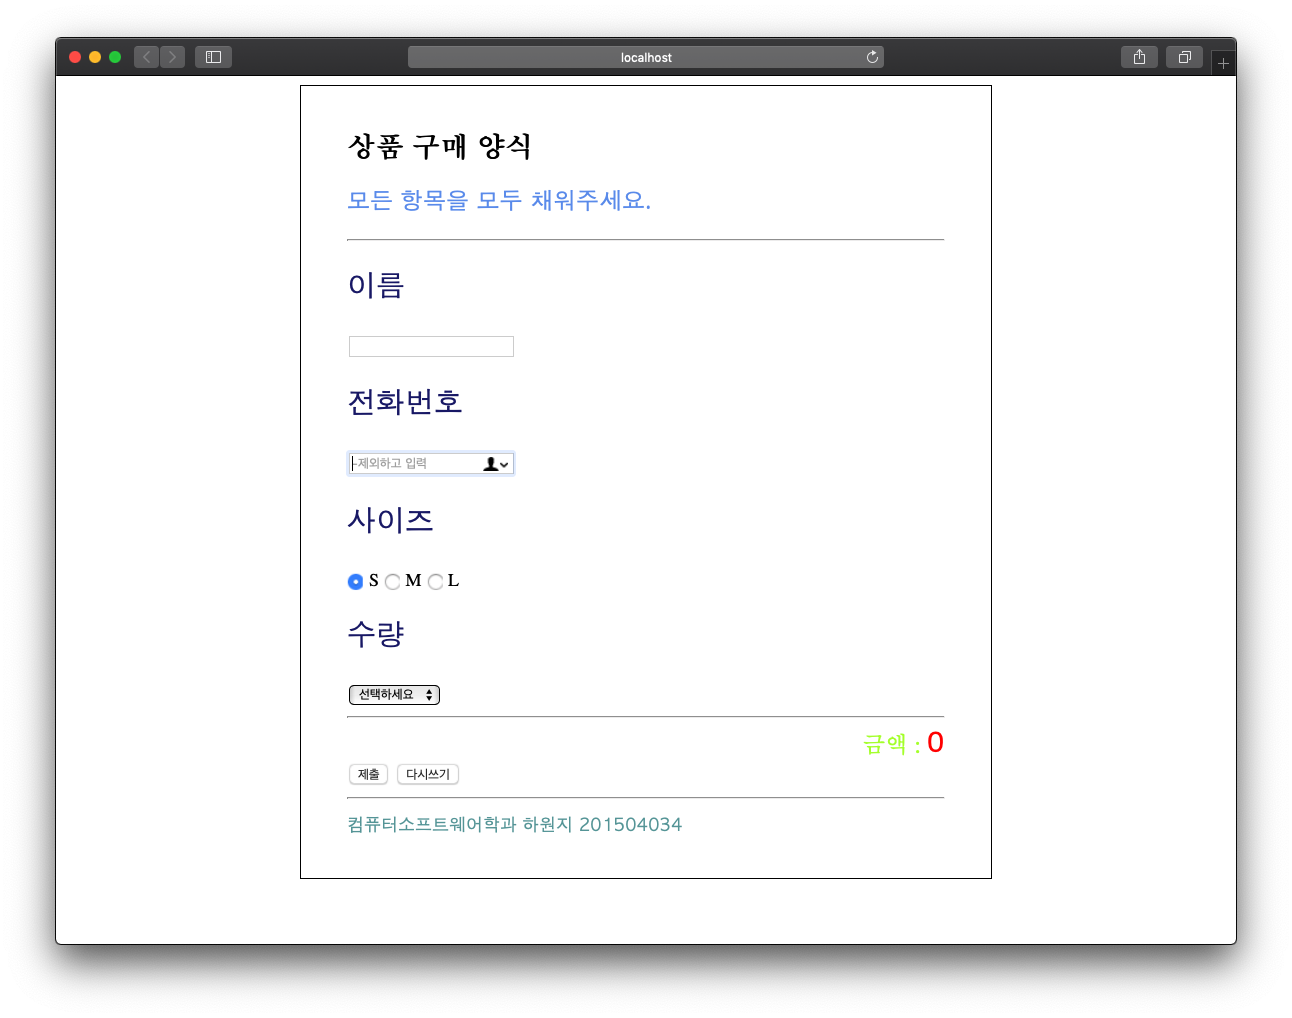 localhost
상품 구매 양식
모든 항목을 모두 채워주세요.
이름
전화번호
-제외하고 입력
사이즈
S M L
수량
선택하세요
금액 : 0
제출 다시쓰기
컴퓨터소프트웨어학과 하원지 201504034